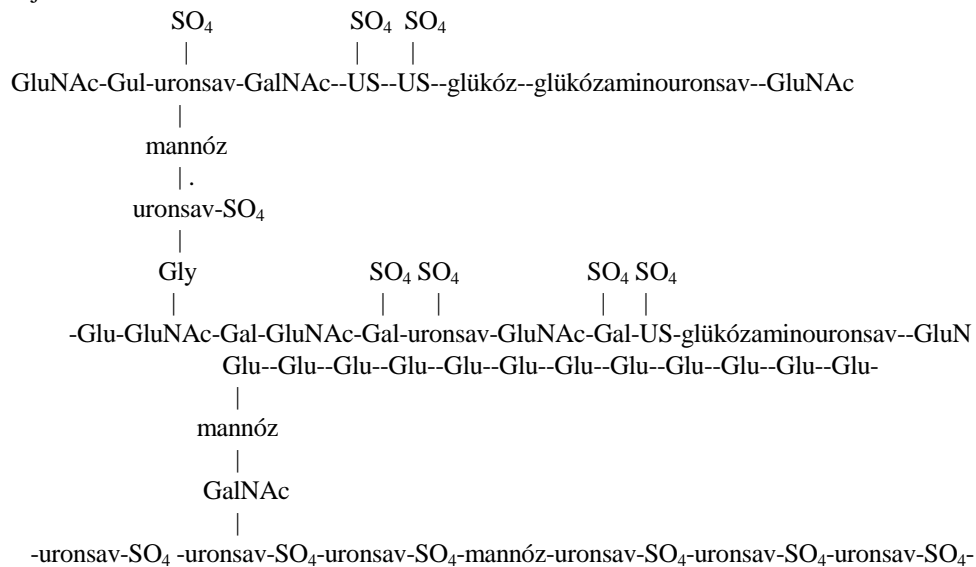 SO₄ SO₄ SO₄
GluNAc-Gul-uronsav-GalNAc--US--US--glükóz--glükózaminouronsav--GluNAc
mannóz
.
uronsav-SO₄
Gly SO₄ SO₄ SO₄ SO₄
-Glu-GluNAc-Gal-GluNAc-Gal-uronsav-GluNAc-Gal-US-glükózaminouronsav--GluN
Glu--Glu--Glu--Glu--Glu--Glu--Glu--Glu--Glu--Glu--Glu--Glu-
mannóz
GalNAc
-uronsav-SO₄ -uronsav-SO₄-uronsav-SO₄-mannóz-uronsav-SO₄-uronsav-SO₄-uronsav-SO₄-